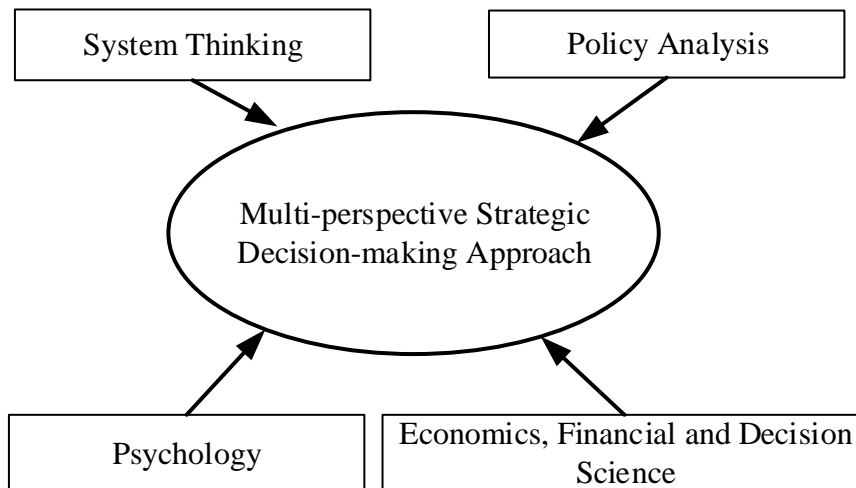 System Thinking
Policy Analysis
Multi-perspective Strategic
Decision-making Approach
Psychology
Economics, Financial and Decision
Science